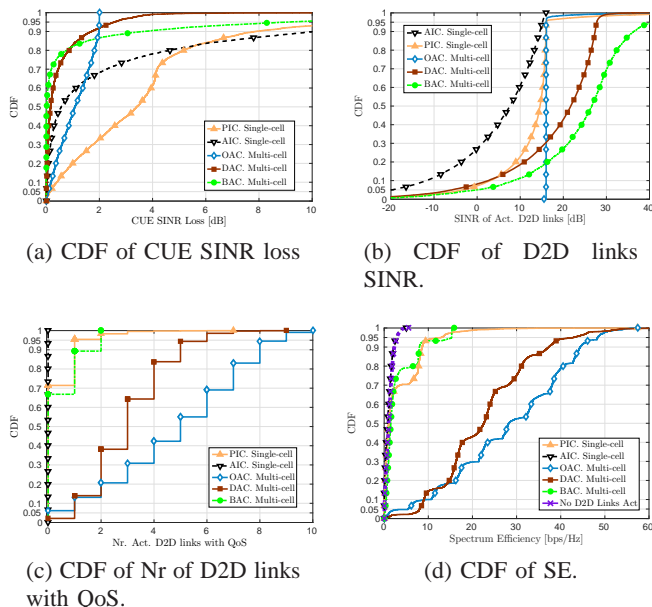 1
0.95
0.9
0.8
0.7
0.6
0.5
0.4
0.3
0.2
0.1
0.05
0
CDF
PIC. Single-cell
AIC. Single-cell
OAC. Multi-cell
DAC. Multi-cell
BAC. Multi-cell
0 2 4 6 8 10
CUE SINR Loss [dB]
(a) CDF of CUE SINR loss
1
0.95
0.9
0.8
0.7
0.6
0.5
0.4
0.3
0.2
0.1
0.05
0
CDF
AIC. Single-cell
PIC. Single-cell
OAC. Multi-cell
DAC. Multi-cell
BAC. Multi-cell
-20 -10 0 10 20 30 40
SINR of Act. D2D links [dB]
(b) CDF of D2D links
SINR.
1
0.95
0.9
0.8
0.7
0.6
0.5
0.4
0.3
0.2
0.1
0.05
0
CDF
PIC. Single-cell
AIC. Single-cell
OAC. Multi-cell
DAC. Multi-cell
BAC. Multi-cell
0 1 2 3 4 5 6 7 8 9 10
Nr. Act. D2D links with QoS
(c) CDF of Nr of D2D links
with QoS.
1
0.95
0.9
0.8
0.7
0.6
0.5
0.4
0.3
0.2
0.1
0.05
0
CDF
PIC. Single-cell
AIC. Single-cell
OAC. Multi-cell
DAC. Multi-cell
BAC. Multi-cell
No D2D Links Act
0 10 20 30 40 50 60
Spectrum Efficiency [bps/Hz]
(d) CDF of SE.